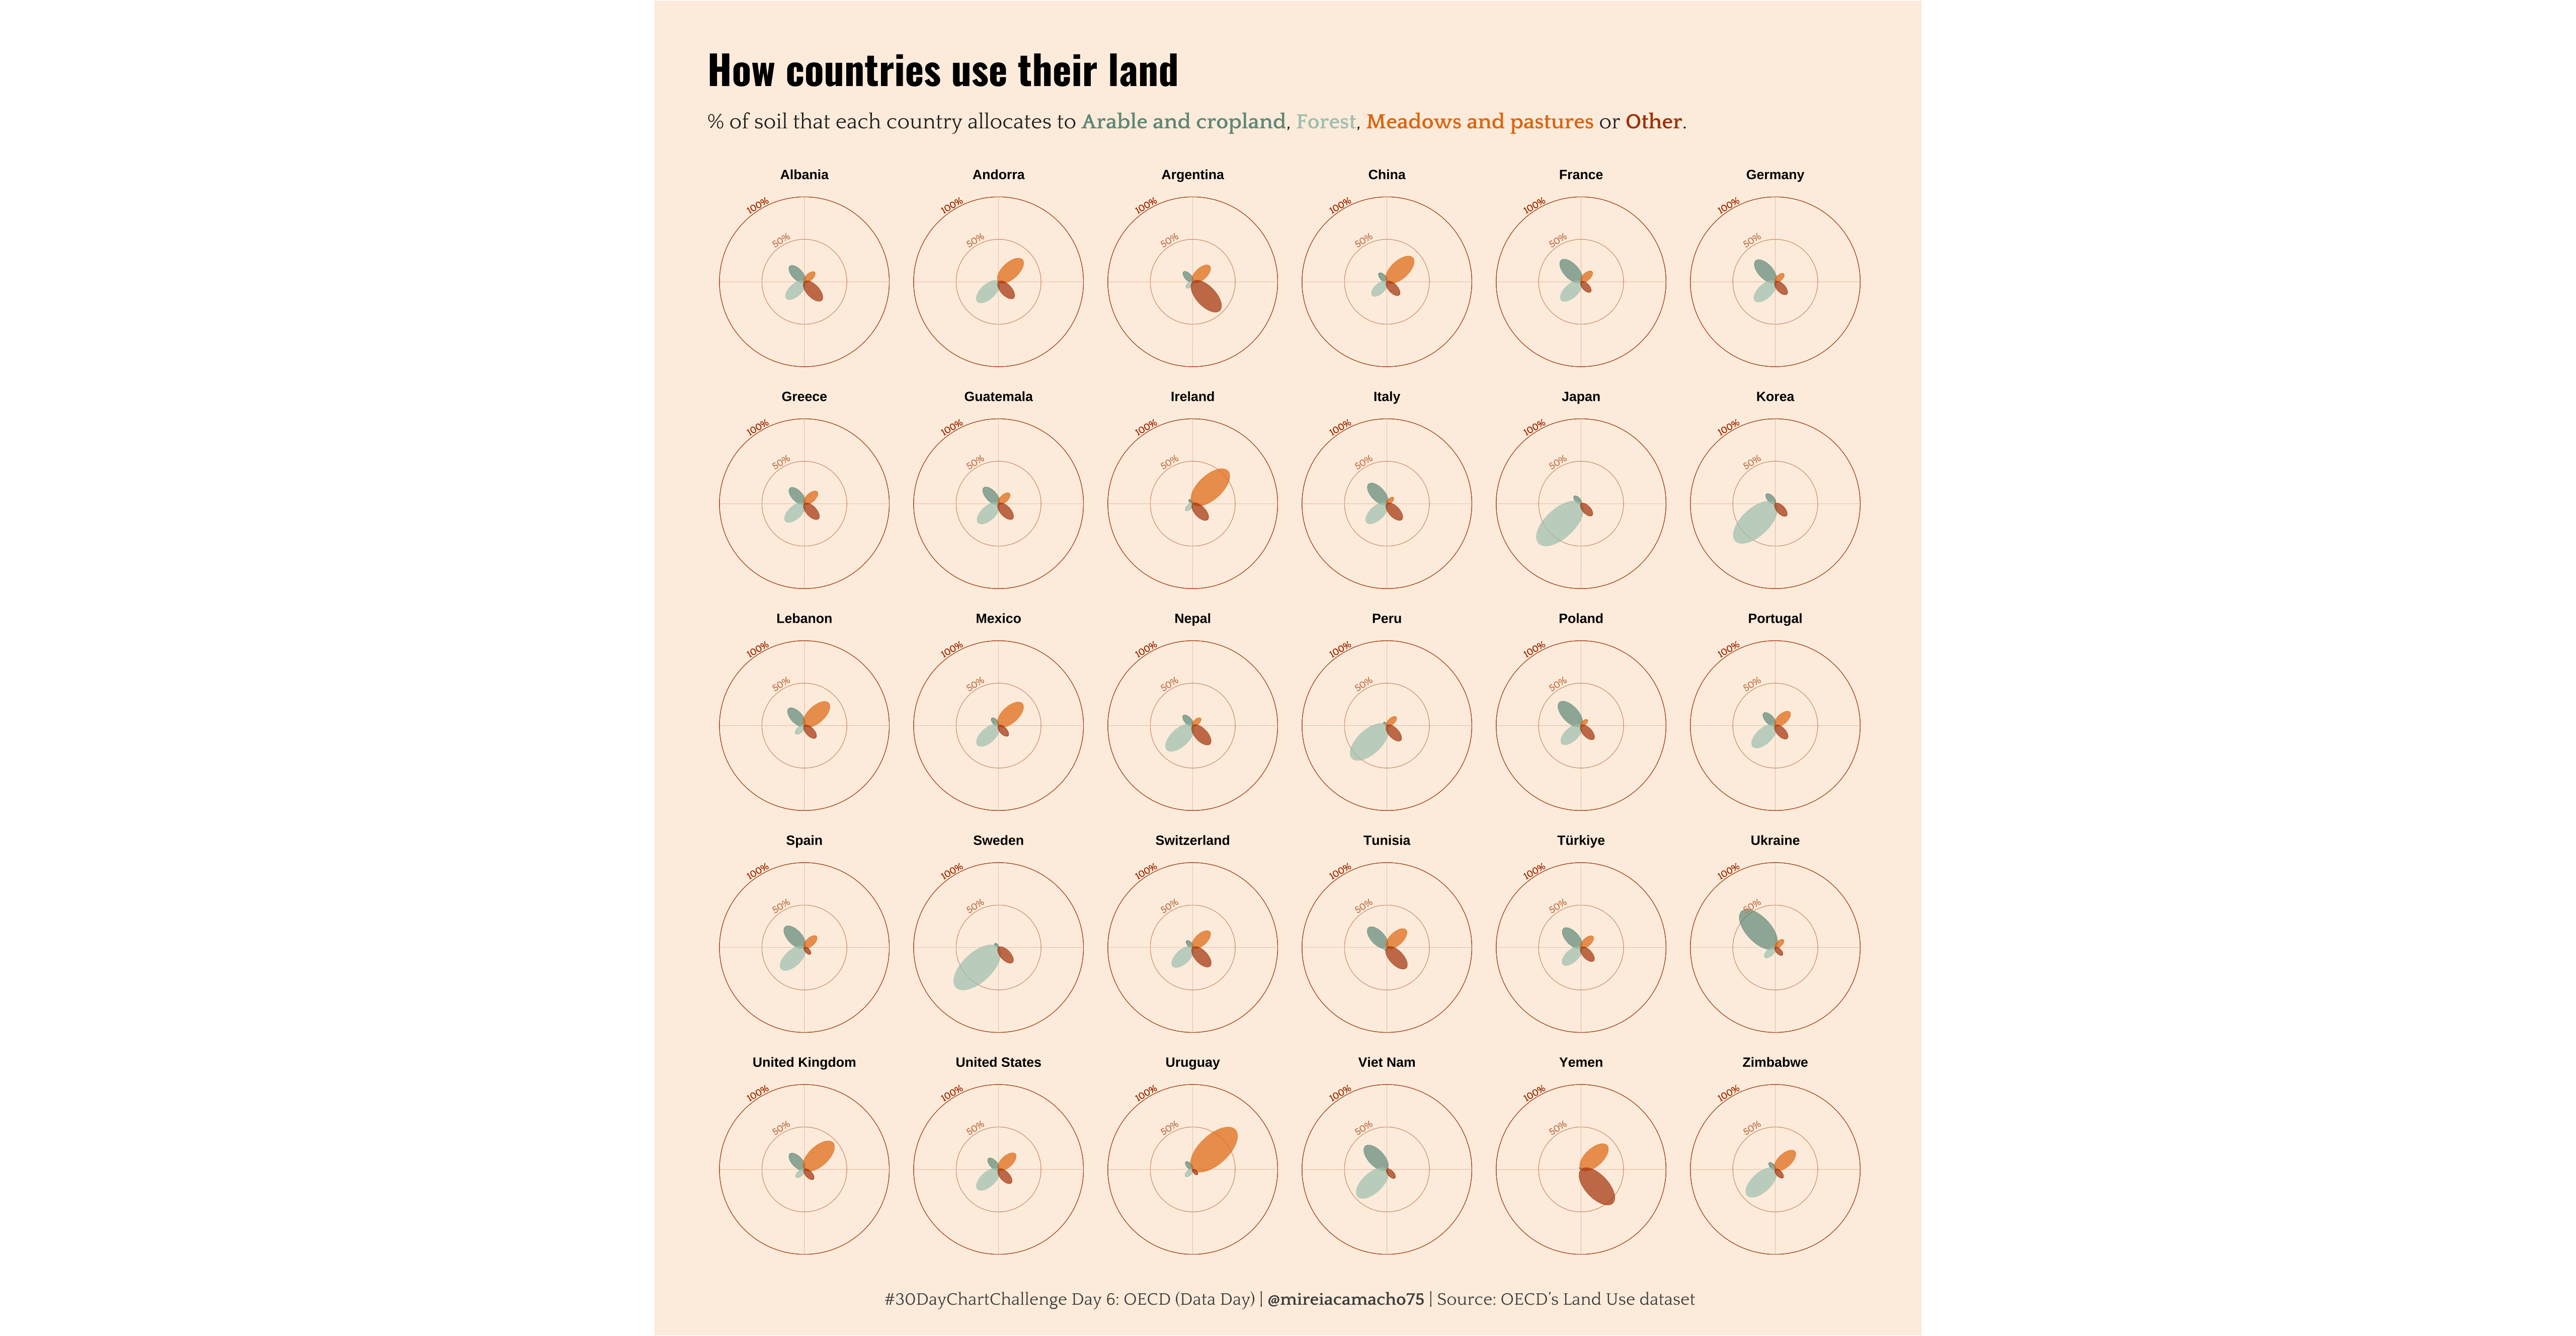 How countries use their land
% of soil that each country allocates to Arable and cropland, Forest, Meadows and pastures or Other.
Albania Andorra Argentina China France Germany
100% 100% 100% 100% 100% 100%
50% 50% 50% 50% 50% 50%
Greece Guatemala Ireland Italy Japan Korea
100% 100% 100% 100% 100% 100%
50% 50% 50% 50% 50% 50%
Lebanon Mexico Nepal Peru Poland Portugal
100% 100% 100% 100% 100% 100%
50% 50% 50% 50% 50% 50%
Spain Sweden Switzerland Tunisia Türkiye Ukraine
100% 100% 100% 100% 100% 100%
50% 50% 50% 50% 50% 50%
United Kingdom United States Uruguay Viet Nam Yemen Zimbabwe
100% 100% 100% 100% 100% 100%
50% 50% 50% 50% 50% 50%
#30DayChartChallenge Day 6: OECD (Data Day) | @mireiacamacho75 | Source: OECD’s Land Use dataset